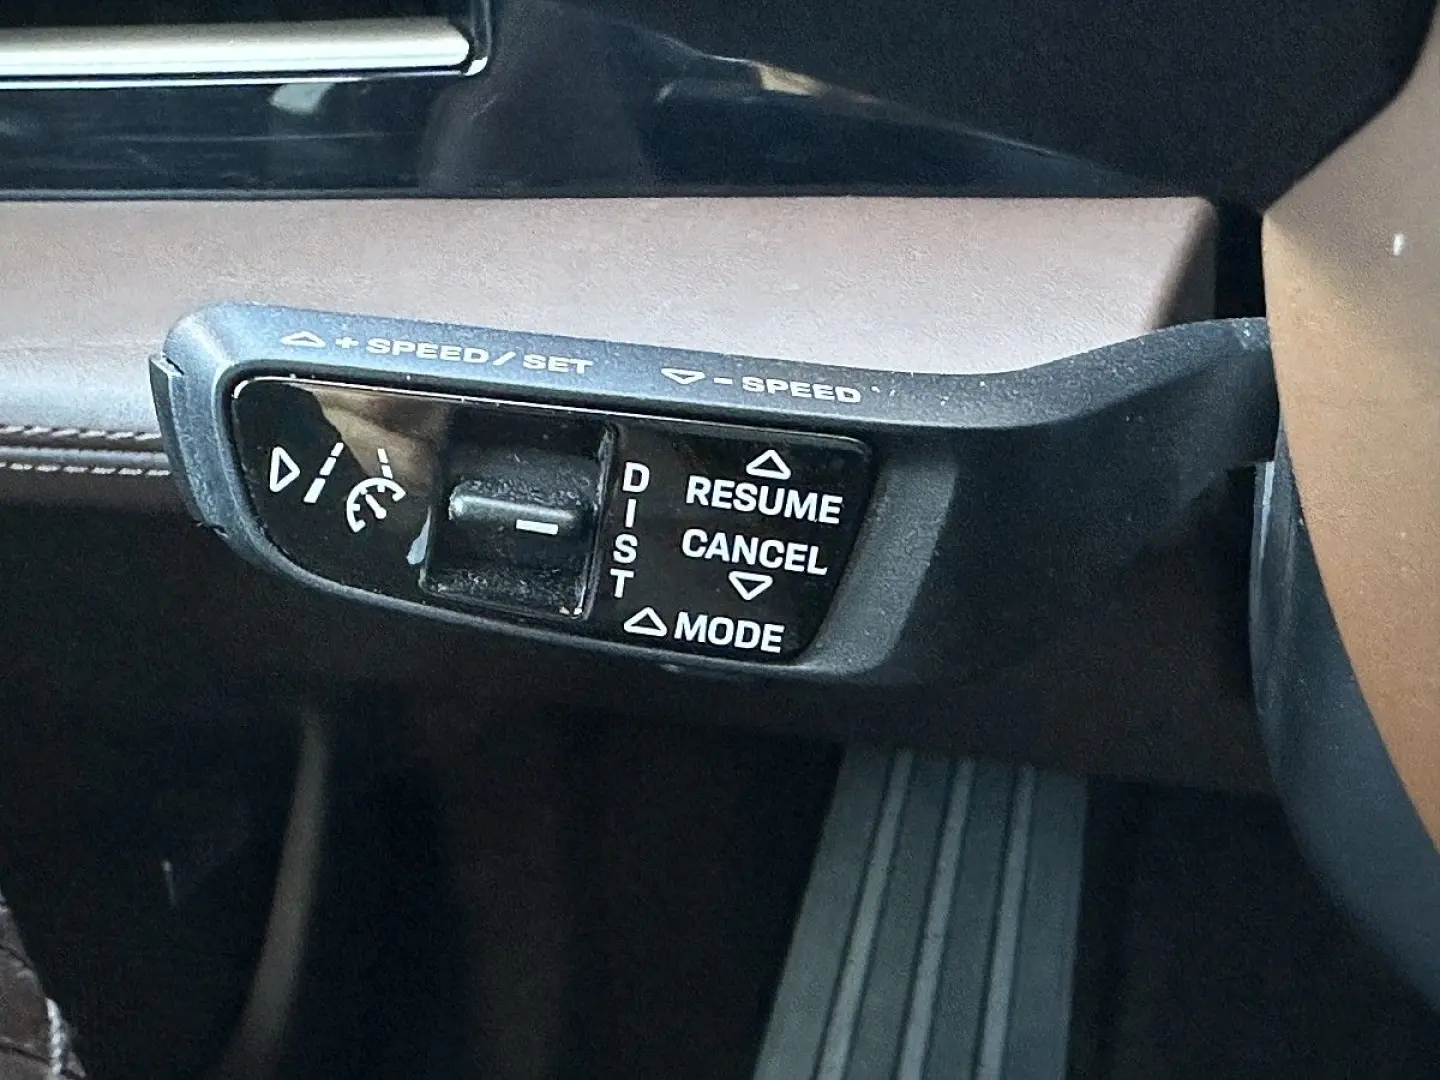 + SPEED / SET
- SPEED
DIST
RESUME
CANCEL
MODE